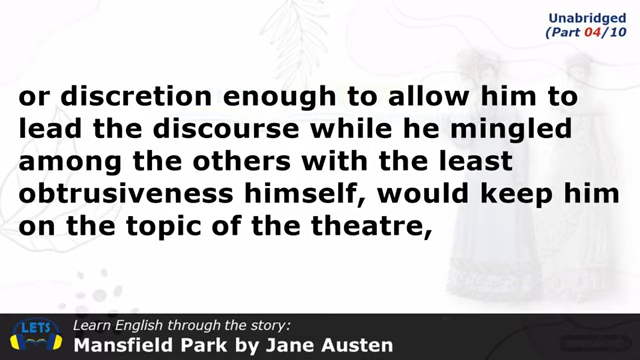 Unabridged
(Part 04/10
or discretion enough to allow him to
lead the discourse while he mingled
among the others with the least
obtrusiveness himself, would keep him
on the topic of the theatre,
LETS
Learn English through the story:
Mansfield Park by Jane Austen